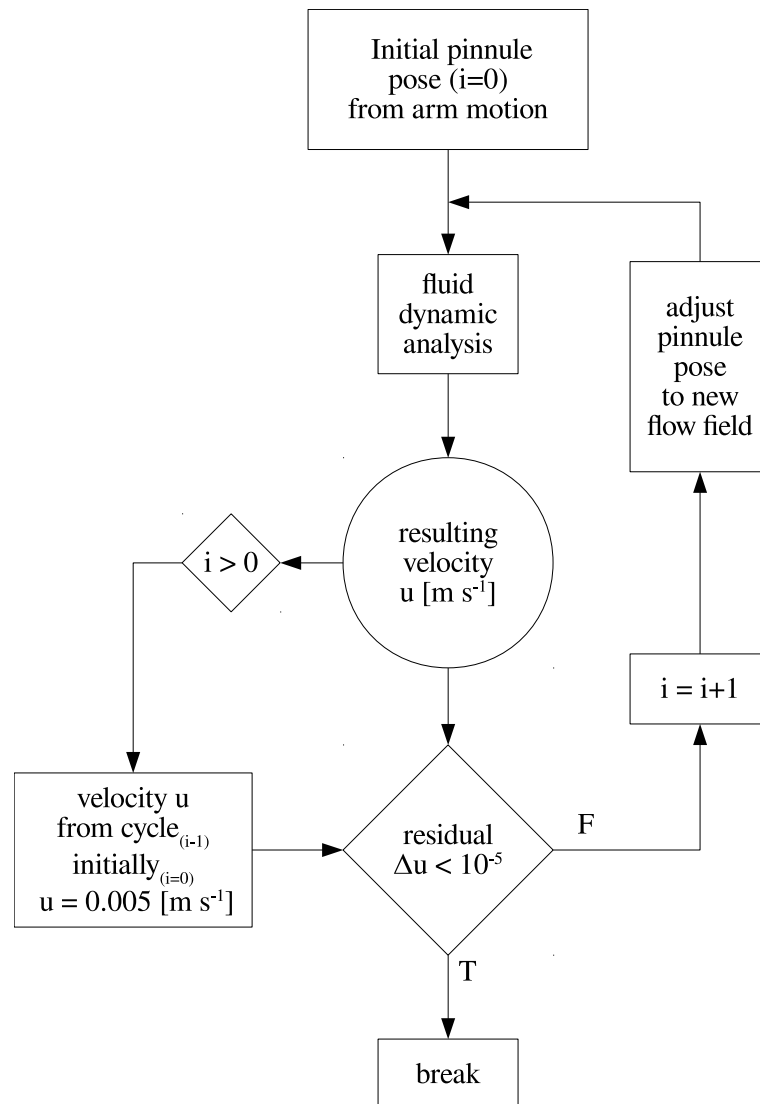 Initial pinnule
pose (i=0)
from arm motion
fluid
dynamic
analysis
adjust
pinnule
pose
to new
flow field
resulting
velocity
u [m s⁻¹]
i > 0
i = i+1
velocity u
from cycle₍ᵢ₋₁₎
initially₍ᵢ₌₀₎
u = 0.005 [m s⁻¹]
residual
Δu < 10⁻⁵
F
T
break